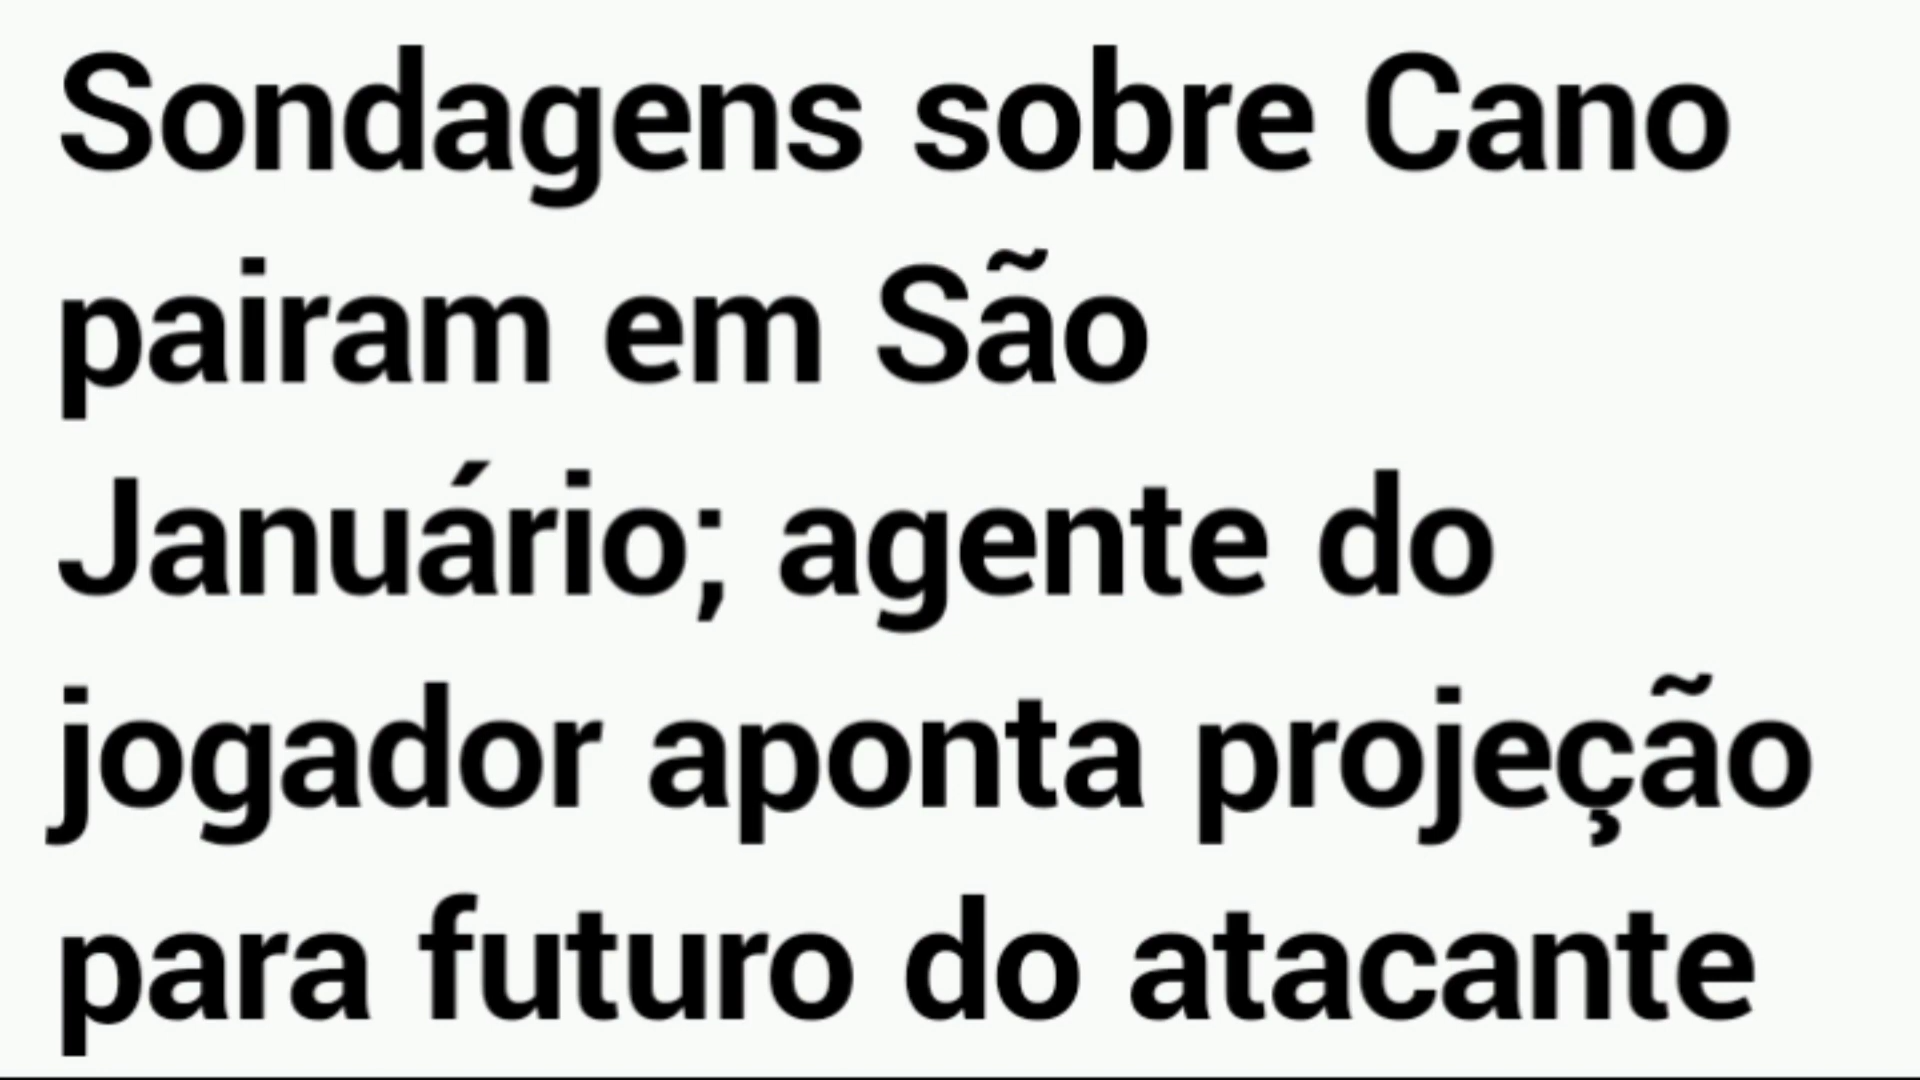 Sondagens sobre Cano
pairam em São
Januário; agente do
jogador aponta projeção
para futuro do atacante